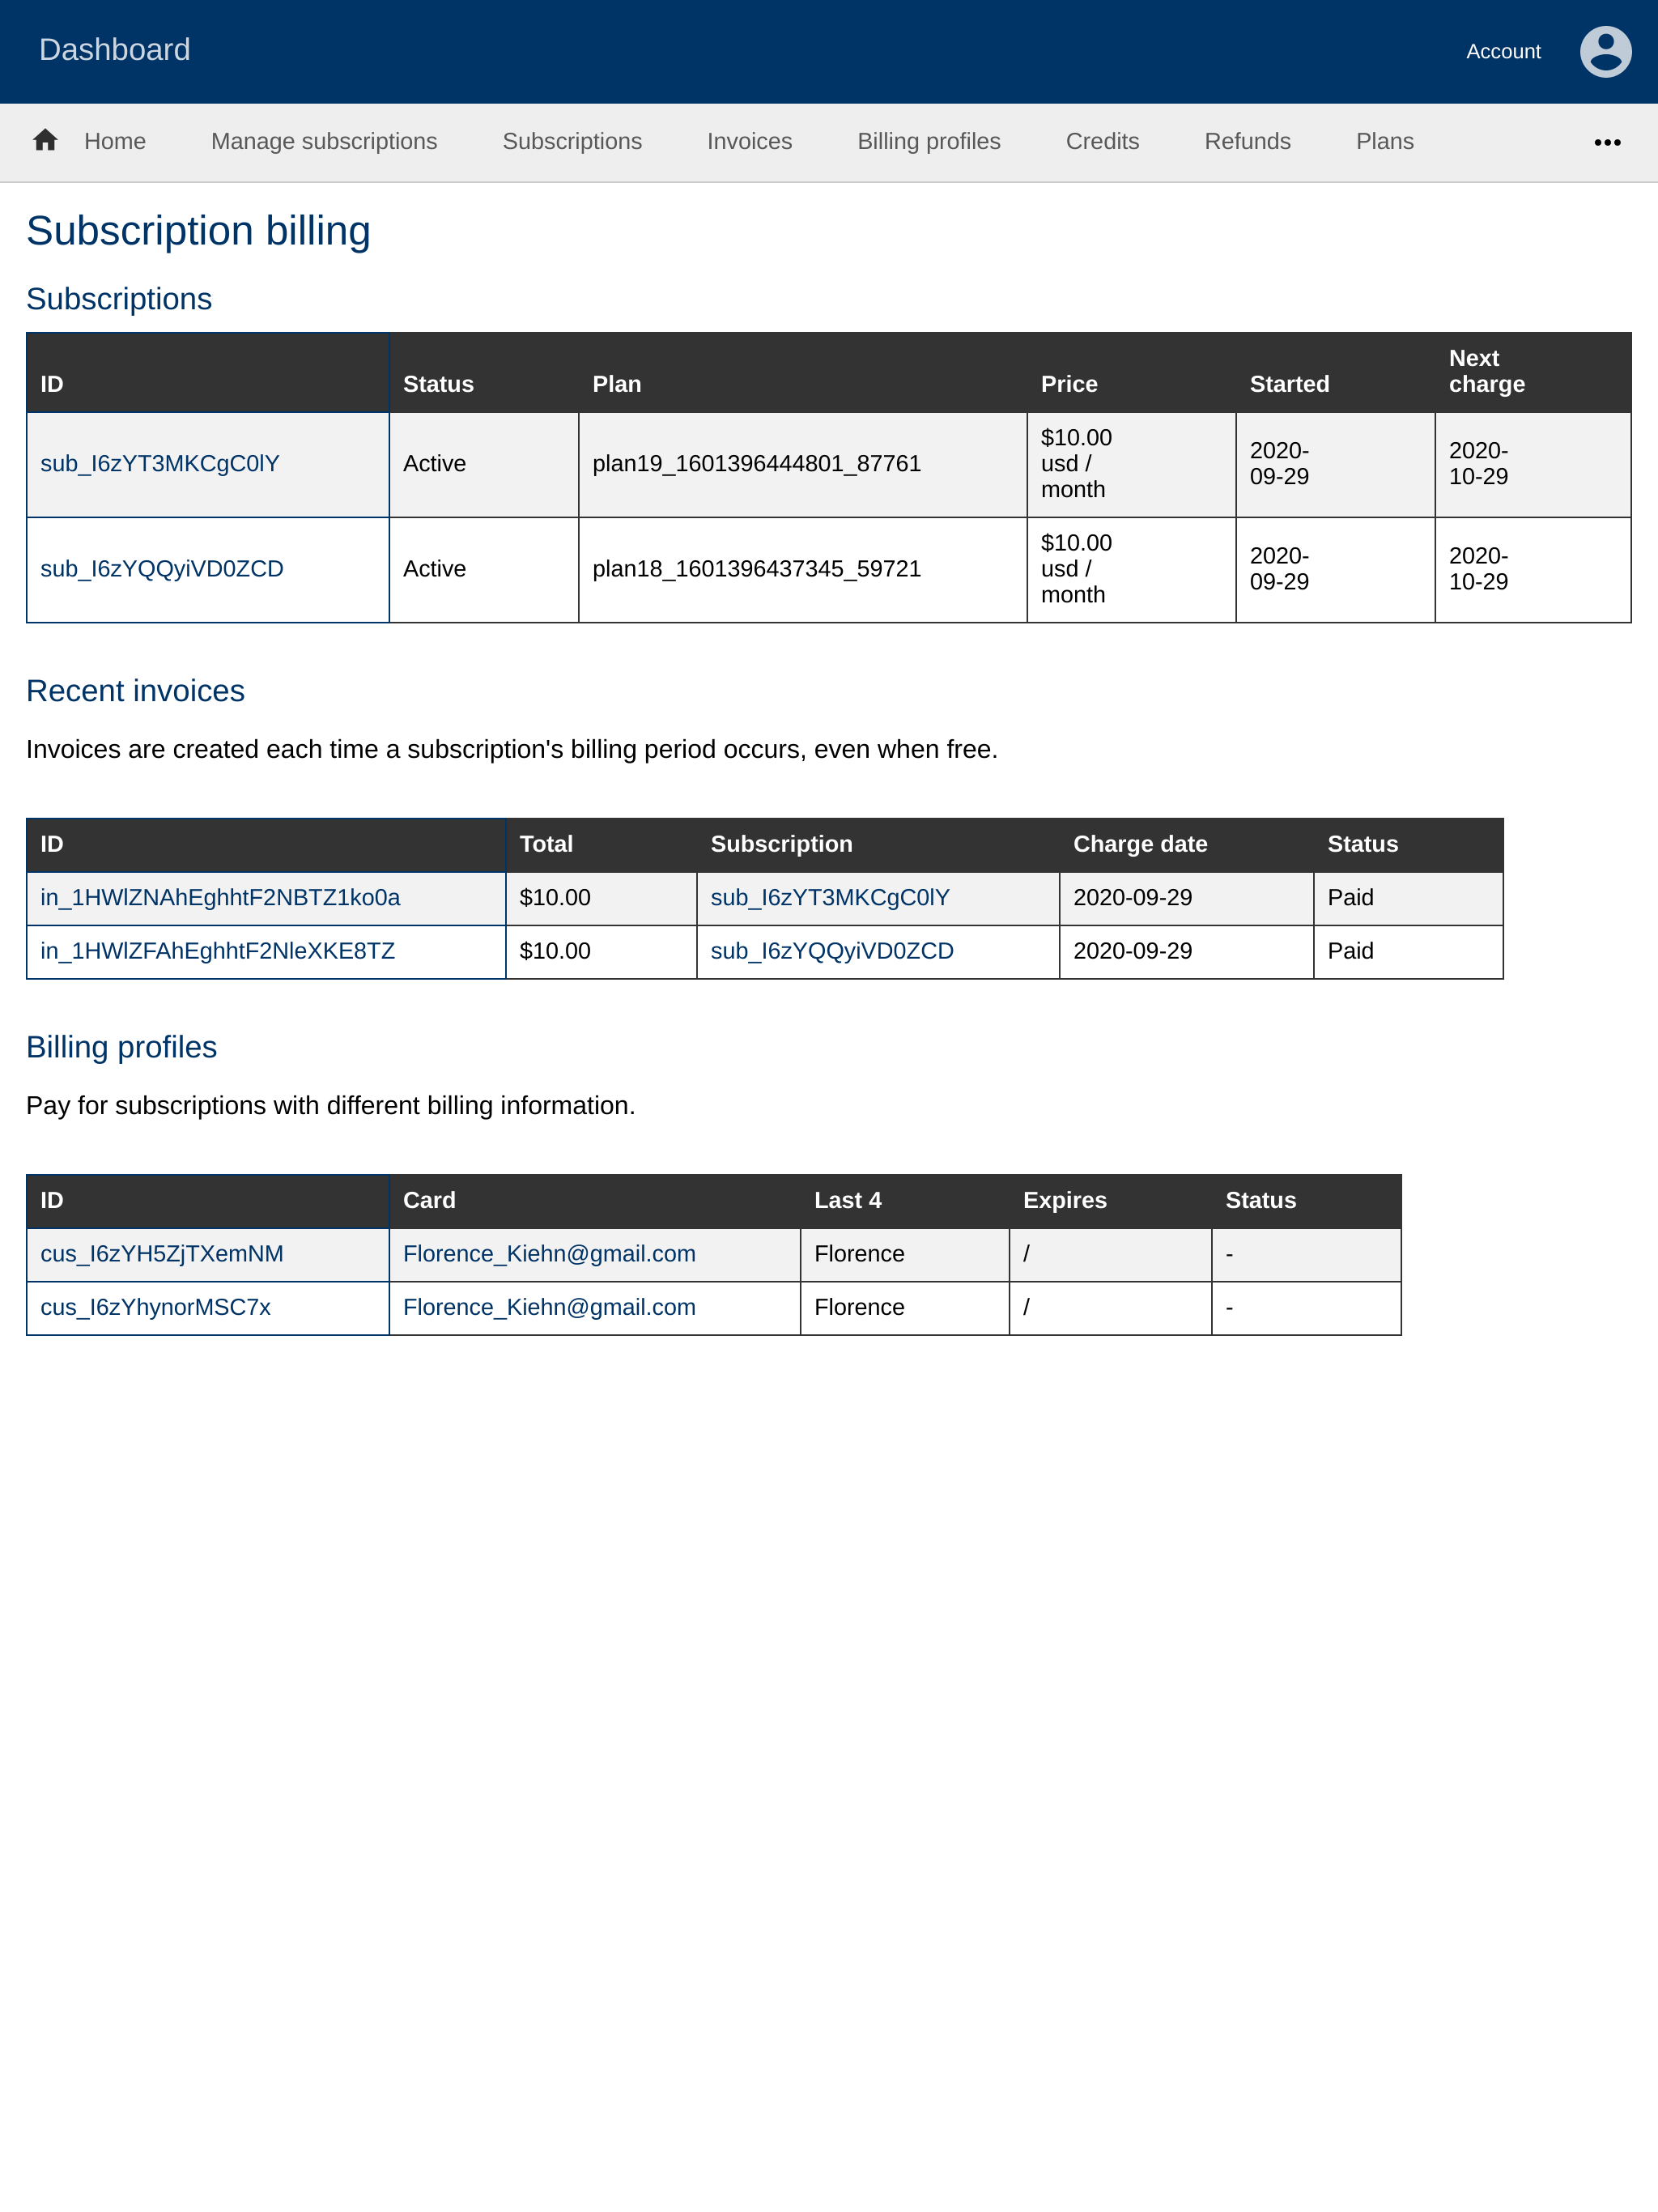 Dashboard
Account
Home Manage subscriptions Subscriptions Invoices Billing profiles Credits Refunds Plans •••
Subscription billing
Subscriptions
ID Status Plan Price Started Next charge
sub_I6zYT3MKCgC0lY Active plan19_1601396444801_87761 $10.00 usd / month 2020-09-29 2020-10-29
sub_I6zYQQyiVD0ZCD Active plan18_1601396437345_59721 $10.00 usd / month 2020-09-29 2020-10-29
Recent invoices
Invoices are created each time a subscription's billing period occurs, even when free.
ID Total Subscription Charge date Status
in_1HWlZNAhEghhtF2NBTZ1ko0a $10.00 sub_I6zYT3MKCgC0lY 2020-09-29 Paid
in_1HWlZFAhEghhtF2NleXKE8TZ $10.00 sub_I6zYQQyiVD0ZCD 2020-09-29 Paid
Billing profiles
Pay for subscriptions with different billing information.
ID Card Last 4 Expires Status
cus_I6zYH5ZjTXemNM Florence_Kiehn@gmail.com Florence / -
cus_I6zYhynorMSC7x Florence_Kiehn@gmail.com Florence / -